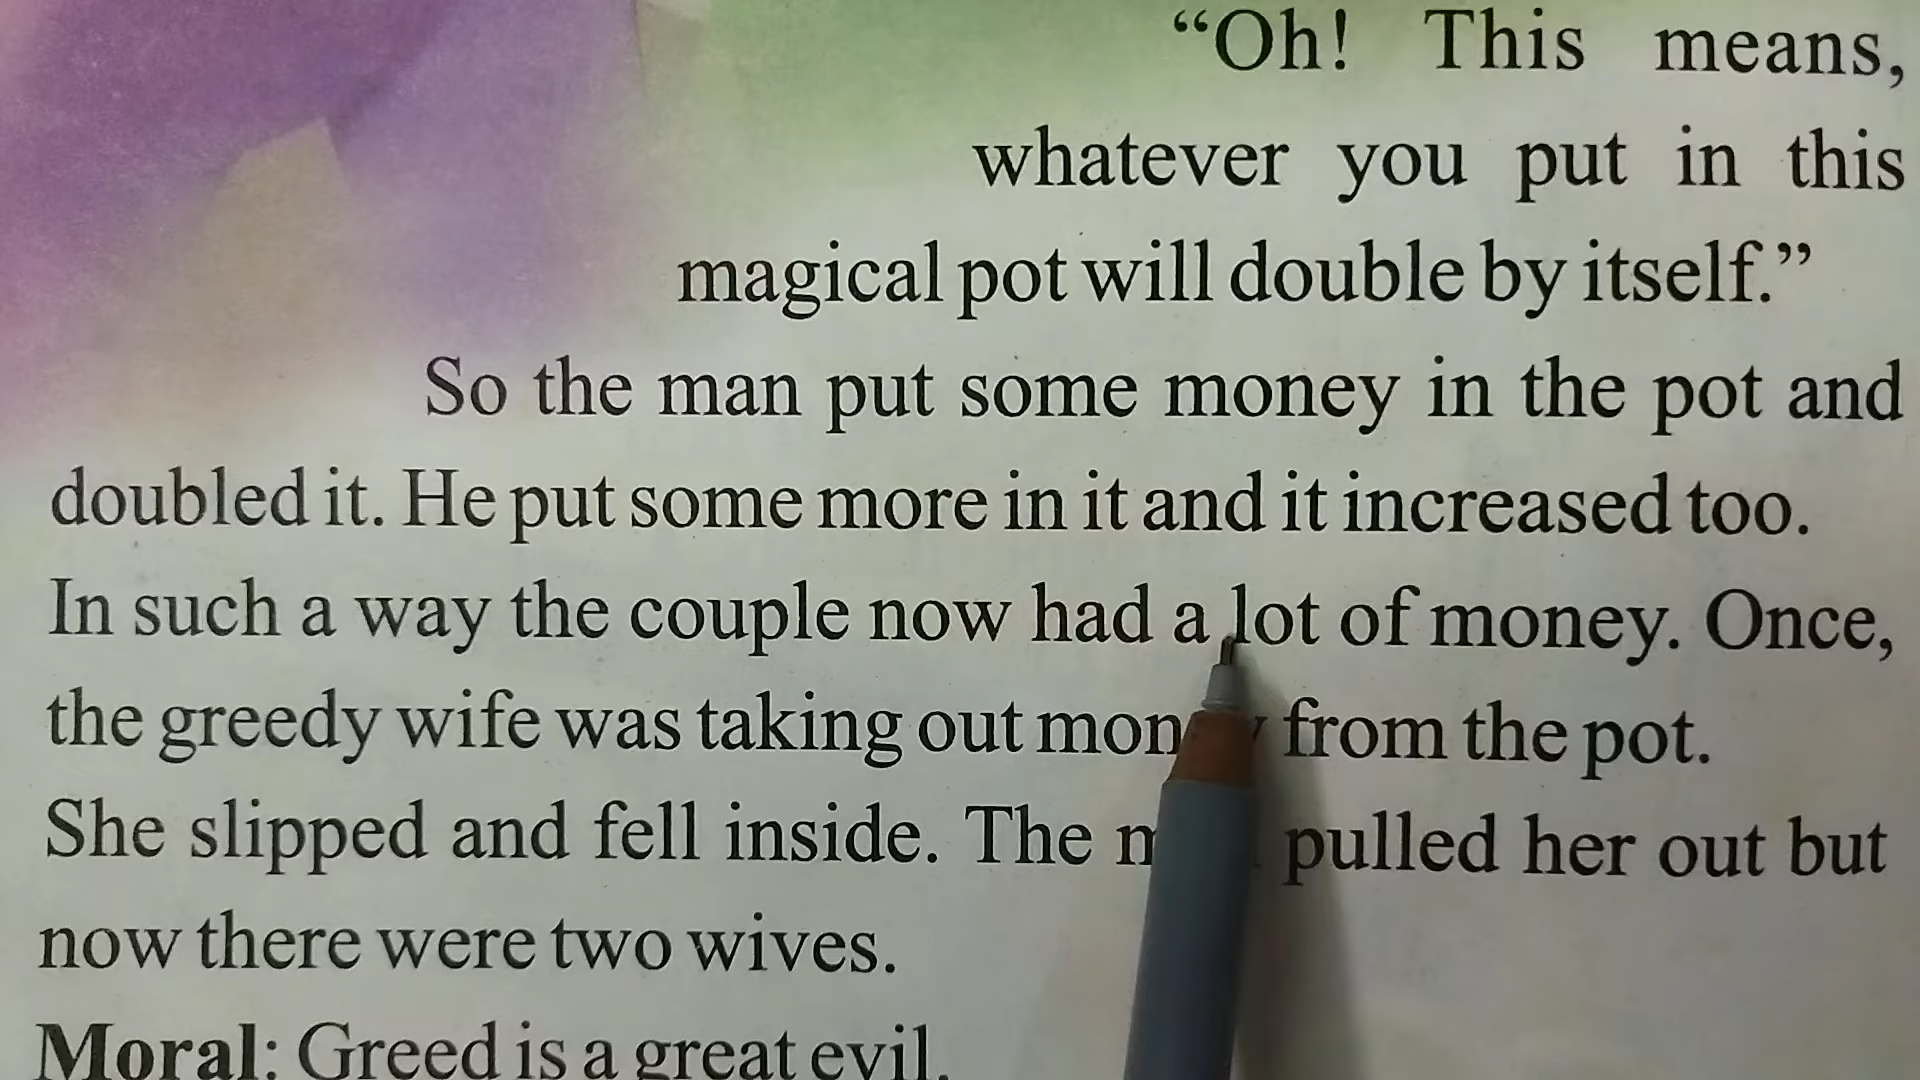 “Oh! This means,
whatever you put in this
magical pot will double by itself.”
So the man put some money in the pot and
doubled it. He put some more in it and it increased too.
In such a way the couple now had a lot of money. Once,
the greedy wife was taking out money from the pot.
She slipped and fell inside. The pulled her out but
now there were two wives.
Moral: Greed is a great evil.